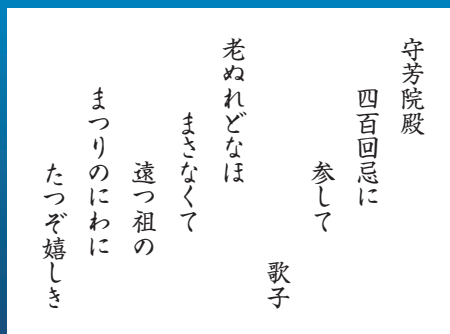 守芳院殿
四百回忌に
参して
歌子
老ぬれどなほ
まさなくて
遠つ祖の
まつりのにわに
たつぞ嬉しき